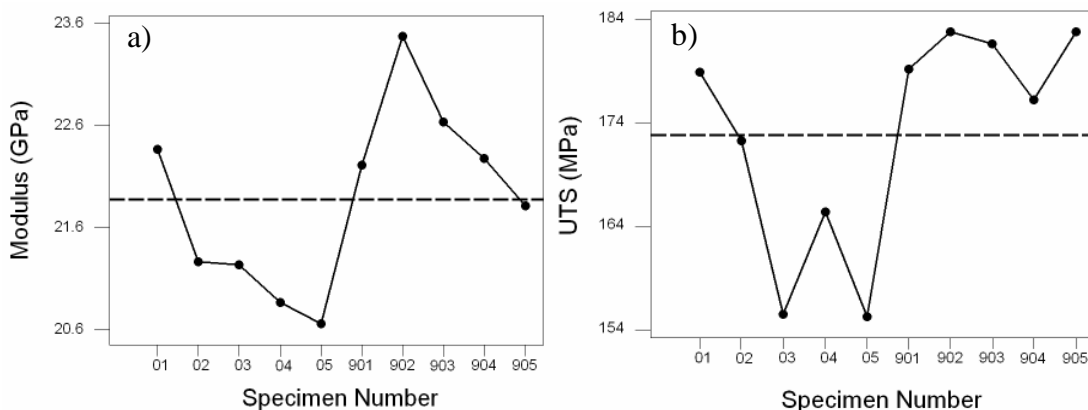 a)
Modulus (GPa)
23.6
22.6
21.6
20.6
01 02 03 04 05 901 902 903 904 905
Specimen Number
b)
UTS (MPa)
184
174
164
154
01 02 03 04 05 901 902 903 904 905
Specimen Number